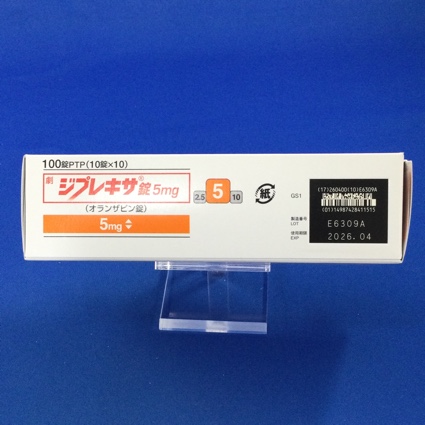 100錠PTP(10錠×10)
劇
ジプレキサ®錠5mg
2.5 5 10
(オランザピン錠)
5mg
紙
GS1
(17)260400(10)E6309A
(01)14987428411515
製造番号
LOT
E6309A
使用期限
EXP
2026.04